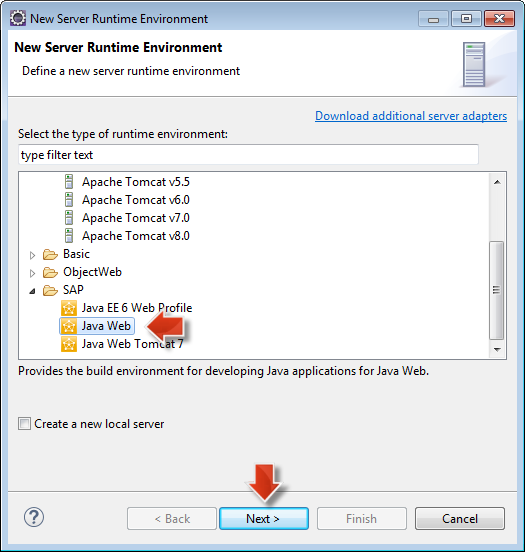 New Server Runtime Environment
New Server Runtime Environment
Define a new server runtime environment
Download additional server adapters
Select the type of runtime environment:
type filter text
Apache Tomcat v5.5
Apache Tomcat v6.0
Apache Tomcat v7.0
Apache Tomcat v8.0
Basic
ObjectWeb
SAP
Java EE 6 Web Profile
Java Web
Java Web Tomcat 7
Provides the build environment for developing Java applications for Java Web.
Create a new local server
? < Back Next > Finish Cancel